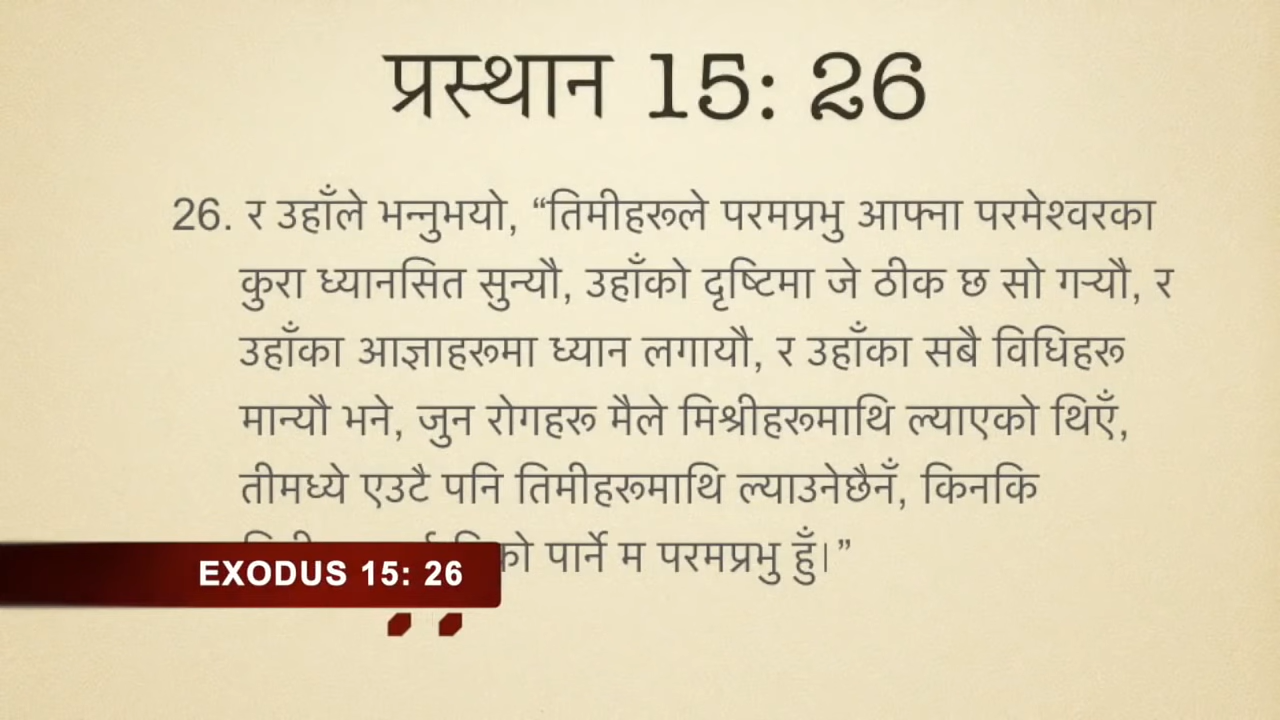 प्रस्थान 15: 26
26. र उहाँले भन्नुभयो, “तिमीहरूले परमप्रभु आफ्ना परमेश्वरका
कुरा ध्यानसित सुन्यौ, उहाँको दृष्टिमा जे ठीक छ सो गर्‍यौ, र
उहाँका आज्ञाहरूमा ध्यान लगायौ, र उहाँका सबै विधिहरू
मान्यौ भने, जुन रोगहरू मैले मिश्रीहरूमाथि ल्याएको थिएँ,
तीमध्ये एउटै पनि तिमीहरूमाथि ल्याउनेछैनँ, किनकि
पार्ने म परमप्रभु हुँ।”
EXODUS 15: 26